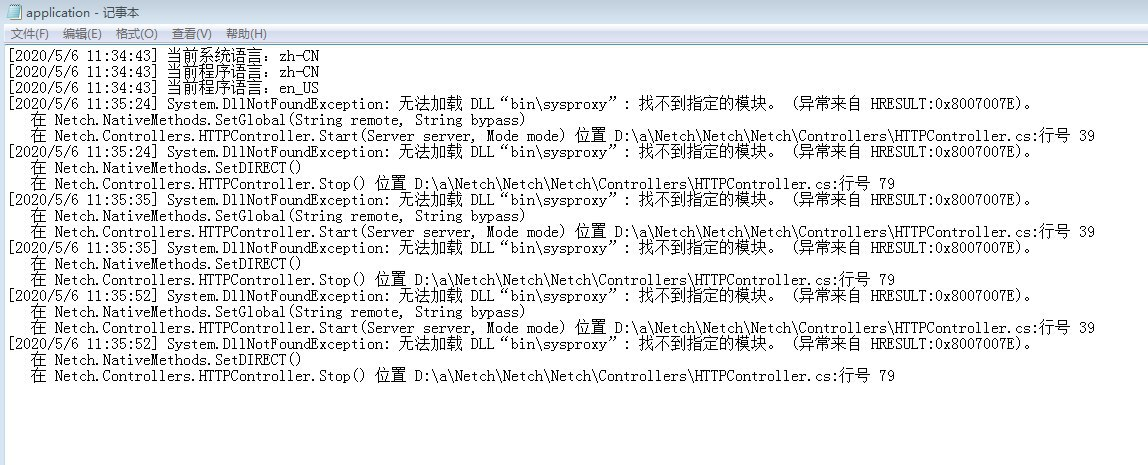 application - 记事本
文件(F) 编辑(E) 格式(O) 查看(V) 帮助(H)
[2020/5/6 11:34:43] 当前系统语言：zh-CN
[2020/5/6 11:34:43] 当前程序语言：zh-CN
[2020/5/6 11:34:43] 当前程序语言：en_US
[2020/5/6 11:35:24] System.DllNotFoundException: 无法加载 DLL“bin\sysproxy”: 找不到指定的模块。 (异常来自 HRESULT:0x8007007E)。
在 Netch.NativeMethods.SetGlobal(String remote, String bypass)
在 Netch.Controllers.HTTPController.Start(Server server, Mode mode) 位置 D:\a\Netch\Netch\Netch\Controllers\HTTPController.cs:行号 39
[2020/5/6 11:35:24] System.DllNotFoundException: 无法加载 DLL“bin\sysproxy”: 找不到指定的模块。 (异常来自 HRESULT:0x8007007E)。
在 Netch.NativeMethods.SetDIRECT()
在 Netch.Controllers.HTTPController.Stop() 位置 D:\a\Netch\Netch\Netch\Controllers\HTTPController.cs:行号 79
[2020/5/6 11:35:35] System.DllNotFoundException: 无法加载 DLL“bin\sysproxy”: 找不到指定的模块。 (异常来自 HRESULT:0x8007007E)。
在 Netch.NativeMethods.SetGlobal(String remote, String bypass)
在 Netch.Controllers.HTTPController.Start(Server server, Mode mode) 位置 D:\a\Netch\Netch\Netch\Controllers\HTTPController.cs:行号 39
[2020/5/6 11:35:35] System.DllNotFoundException: 无法加载 DLL“bin\sysproxy”: 找不到指定的模块。 (异常来自 HRESULT:0x8007007E)。
在 Netch.NativeMethods.SetDIRECT()
在 Netch.Controllers.HTTPController.Stop() 位置 D:\a\Netch\Netch\Netch\Controllers\HTTPController.cs:行号 79
[2020/5/6 11:35:52] System.DllNotFoundException: 无法加载 DLL“bin\sysproxy”: 找不到指定的模块。 (异常来自 HRESULT:0x8007007E)。
在 Netch.NativeMethods.SetGlobal(String remote, String bypass)
在 Netch.Controllers.HTTPController.Start(Server server, Mode mode) 位置 D:\a\Netch\Netch\Netch\Controllers\HTTPController.cs:行号 39
[2020/5/6 11:35:52] System.DllNotFoundException: 无法加载 DLL“bin\sysproxy”: 找不到指定的模块。 (异常来自 HRESULT:0x8007007E)。
在 Netch.NativeMethods.SetDIRECT()
在 Netch.Controllers.HTTPController.Stop() 位置 D:\a\Netch\Netch\Netch\Controllers\HTTPController.cs:行号 79